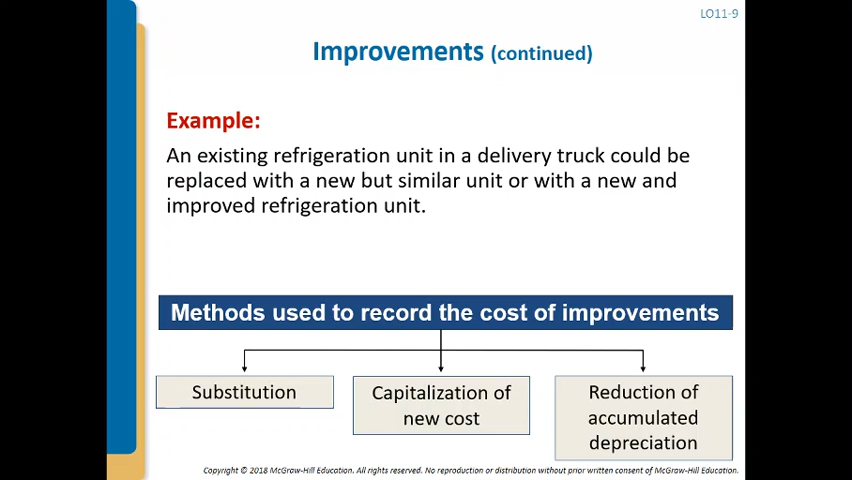 LO11-9
Improvements (continued)
Example:
An existing refrigeration unit in a delivery truck could be
replaced with a new but similar unit or with a new and
improved refrigeration unit.
Methods used to record the cost of improvements
Substitution
Capitalization of
new cost
Reduction of
accumulated
depreciation
Copyright © 2018 McGraw-Hill Education. All rights reserved. No reproduction or distribution without prior written consent of McGraw-Hill Education.